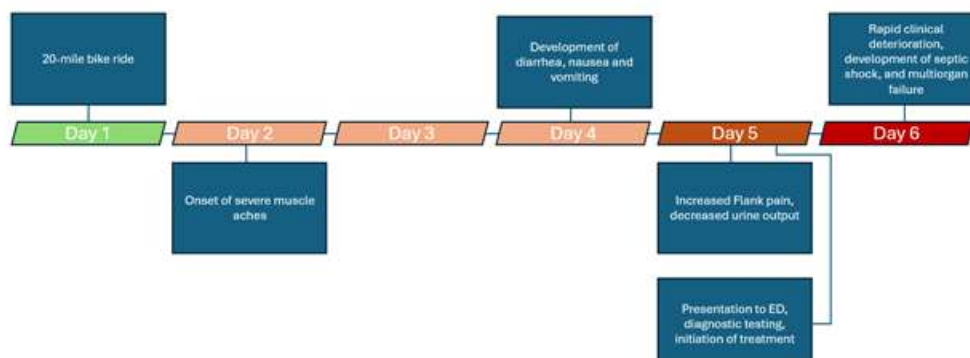 20-mile bike ride
Development of
diarrhea, nausea and
vomiting
Rapid clinical
deterioration,
development of septic
shock, and multiorgan
failure
Day 1
Day 2
Day 3
Day 4
Day 5
Day 6
Onset of severe muscle
aches
Increased Flank pain,
decreased urine output
Presentation to ED,
diagnostic testing,
initiation of treatment